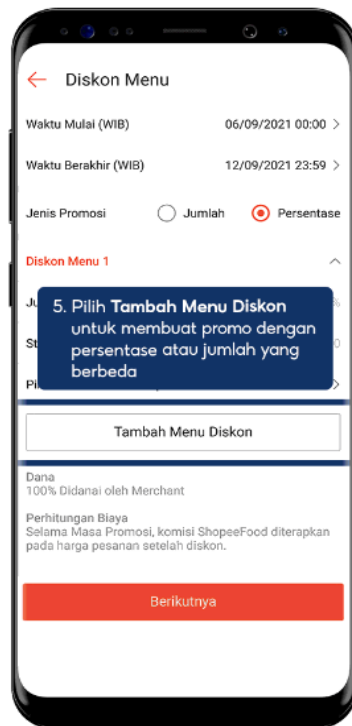 Diskon Menu
Waktu Mulai (WIB) 06/09/2021 00:00 >
Waktu Berakhir (WIB) 12/09/2021 23:59 >
Jenis Promosi Jumlah Persentase
Diskon Menu 1
5. Pilih Tambah Menu Diskon
untuk membuat promo dengan
persentase atau jumlah yang
berbeda
Tambah Menu Diskon
Dana
100% Didanai oleh Merchant
Perhitungan Biaya
Selama Masa Promosi, komisi ShopeeFood diterapkan
pada harga pesanan setelah diskon.
Berikutnya